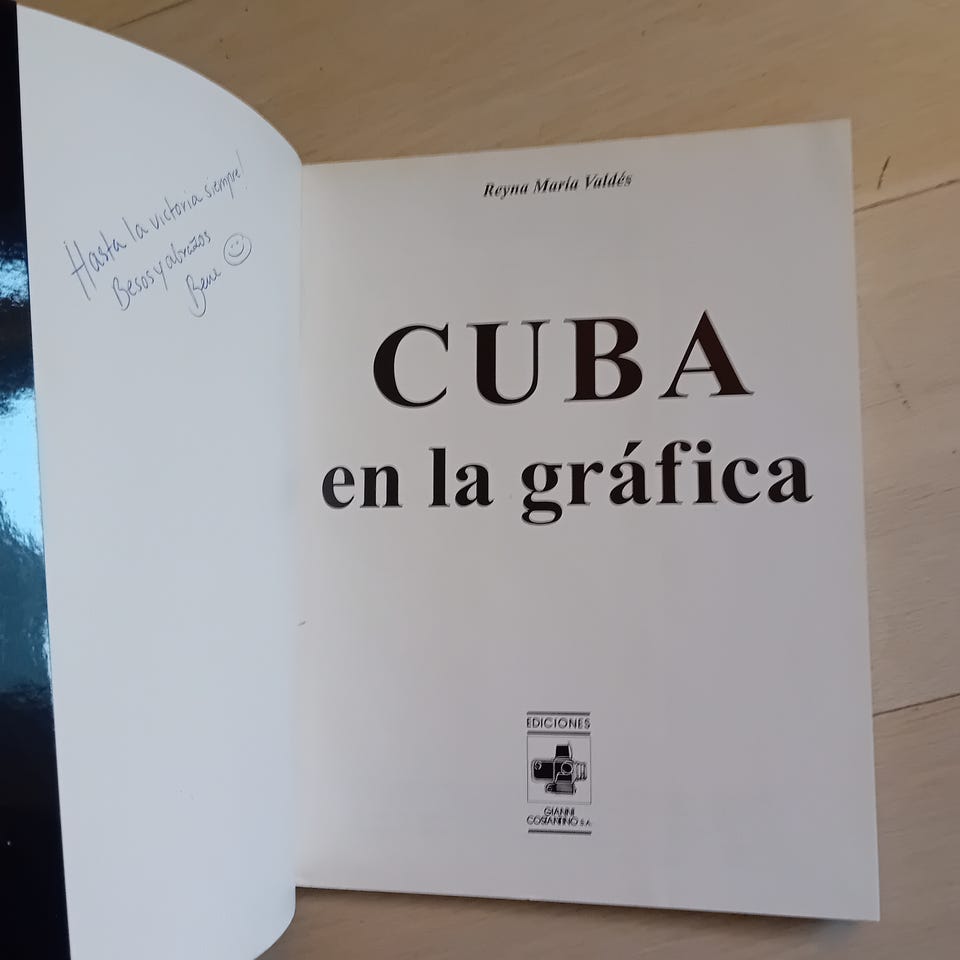 ¡Hasta la victoria siempre!
Besos y abrazos
Bene
Reyna María Valdés
CUBA
en la gráfica
EDICIONES
GIANNI
COSTANTINO S.A.